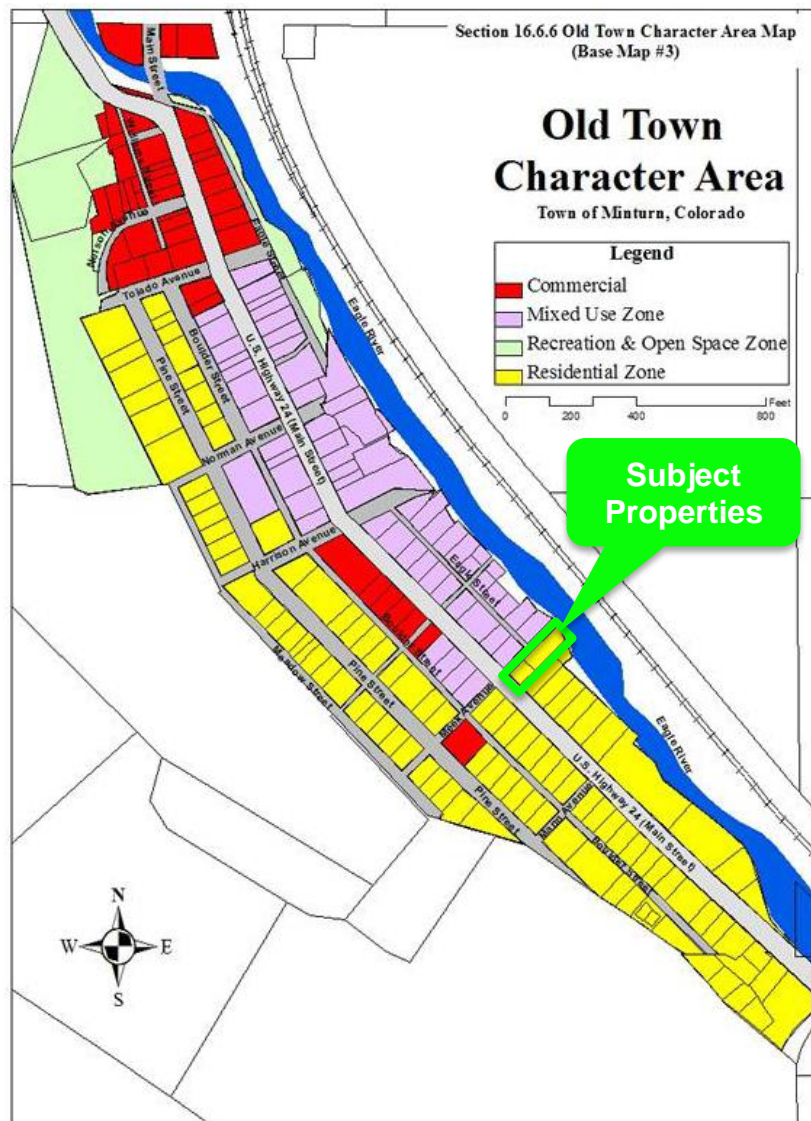 Section 16.6.6 Old Town Character Area Map
(Base Map #3)
Old Town
Character Area
Town of Minturn, Colorado
Legend
Commercial
Mixed Use Zone
Recreation & Open Space Zone
Residential Zone
Feet
0 200 400 800
Subject
Properties
Main Street
Williams Street
Nelson Avenue
Eagle Street
Toledo Avenue
Eagle River
Boulder Street
Pine Street
U.S. Highway 24 (Main Street)
Norman Avenue
Harrison Avenue
Eagle Street
Boulder Street
Pine Street
Meadow Street
Meek Avenue
Eagle River
U.S. Highway 24 (Main Street)
Pine Street
Mann Avenue
Boulder Street
N
W E
S